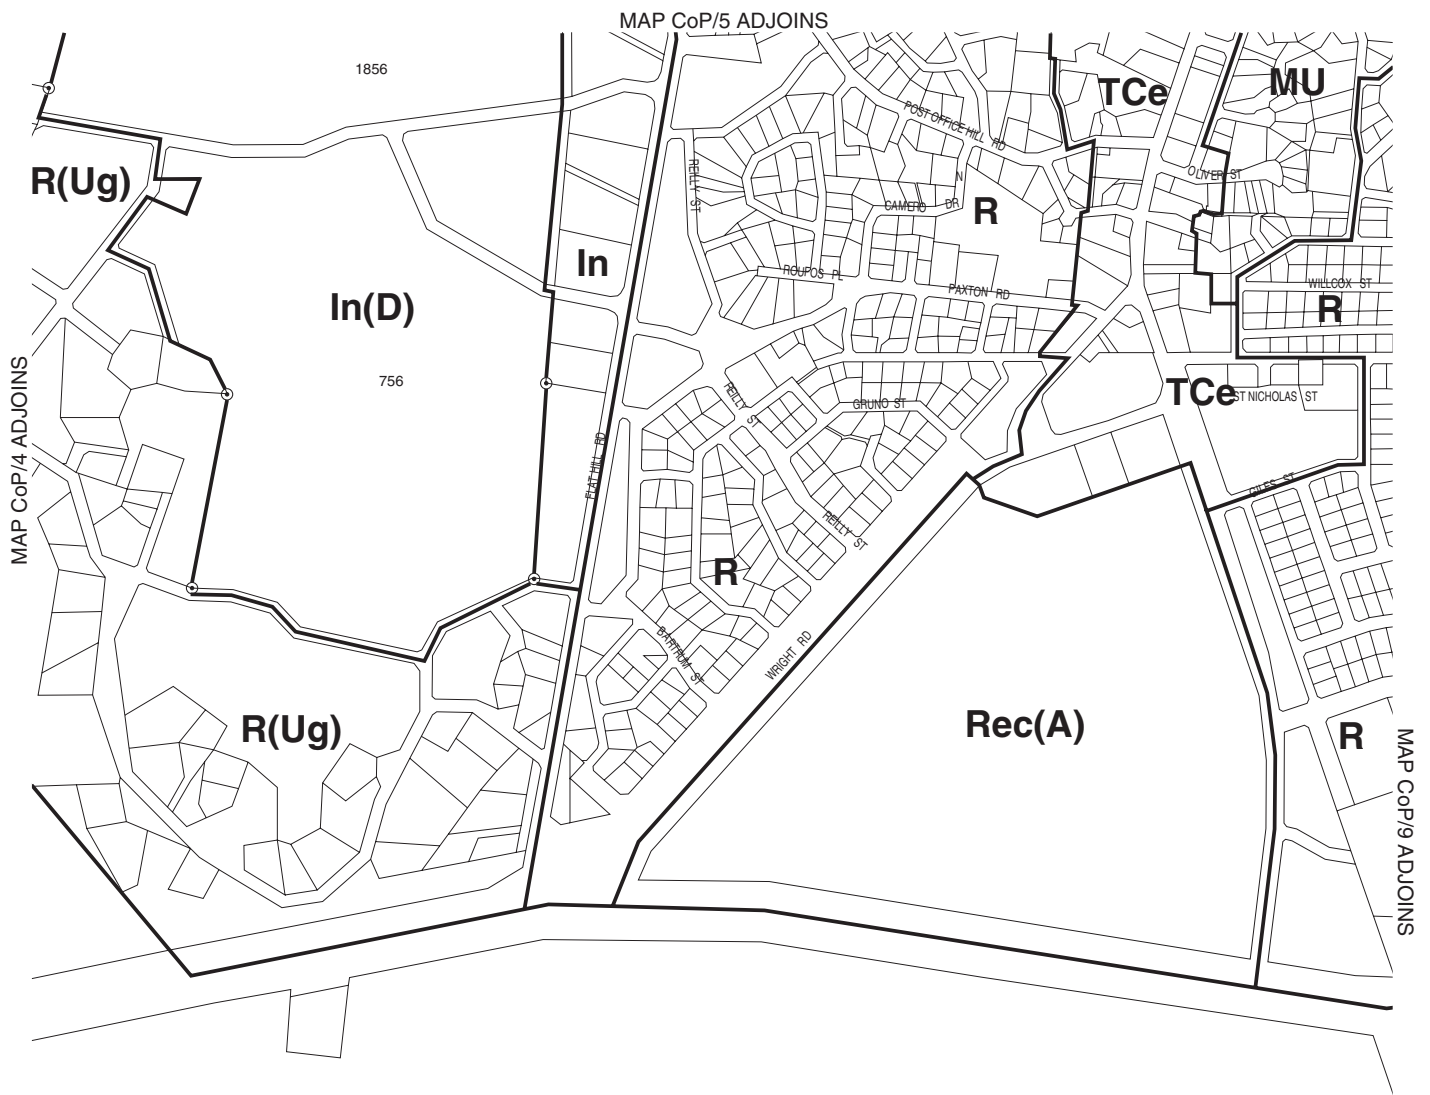 MAP CoP/5 ADJOINS
1856
TCe
MU
POST OFFICE HILL RD
R(Ug)
REILLY ST
OLIVER ST
N
CAMERO DR
R
In
ROUPOS PL
WILLCOX ST
PAXTON RD
In(D)
R
MAP CoP/4 ADJOINS
756
TCe
ST NICHOLAS ST
REILLY ST
GRUNO ST
FLAT HILL RD
GILES ST
REILLY ST
R
BARTRUM ST
WRIGHT RD
R(Ug)
Rec(A)
R
MAP CoP/9 ADJOINS